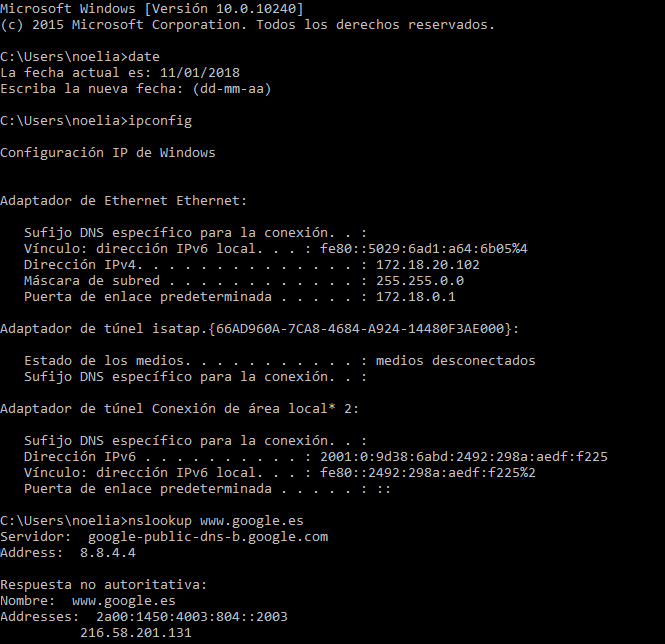 Microsoft Windows [Versión 10.0.10240]
(c) 2015 Microsoft Corporation. Todos los derechos reservados.
C:\Users\noelia>date
La fecha actual es: 11/01/2018
Escriba la nueva fecha: (dd-mm-aa)
C:\Users\noelia>ipconfig
Configuración IP de Windows
Adaptador de Ethernet Ethernet:
Sufijo DNS específico para la conexión. . :
Vínculo: dirección IPv6 local. . . : fe80::5029:6ad1:a64:6b05%4
Dirección IPv4. . . . . . . . . . . . . . : 172.18.20.102
Máscara de subred . . . . . . . . . . . . : 255.255.0.0
Puerta de enlace predeterminada . . . . . : 172.18.0.1
Adaptador de túnel isatap.{66AD960A-7CA8-4684-A924-14480F3AE000}:
Estado de los medios. . . . . . . . . . . : medios desconectados
Sufijo DNS específico para la conexión. . :
Adaptador de túnel Conexión de área local* 2:
Sufijo DNS específico para la conexión. . :
Dirección IPv6 . . . . . . . . . . : 2001:0:9d38:6abd:2492:298a:aedf:f225
Vínculo: dirección IPv6 local. . . : fe80::2492:298a:aedf:f225%2
Puerta de enlace predeterminada . . . . . : ::
C:\Users\noelia>nslookup www.google.es
Servidor:  google-public-dns-b.google.com
Address:  8.8.4.4
Respuesta no autoritativa:
Nombre:  www.google.es
Addresses:  2a00:1450:4003:804::2003
216.58.201.131